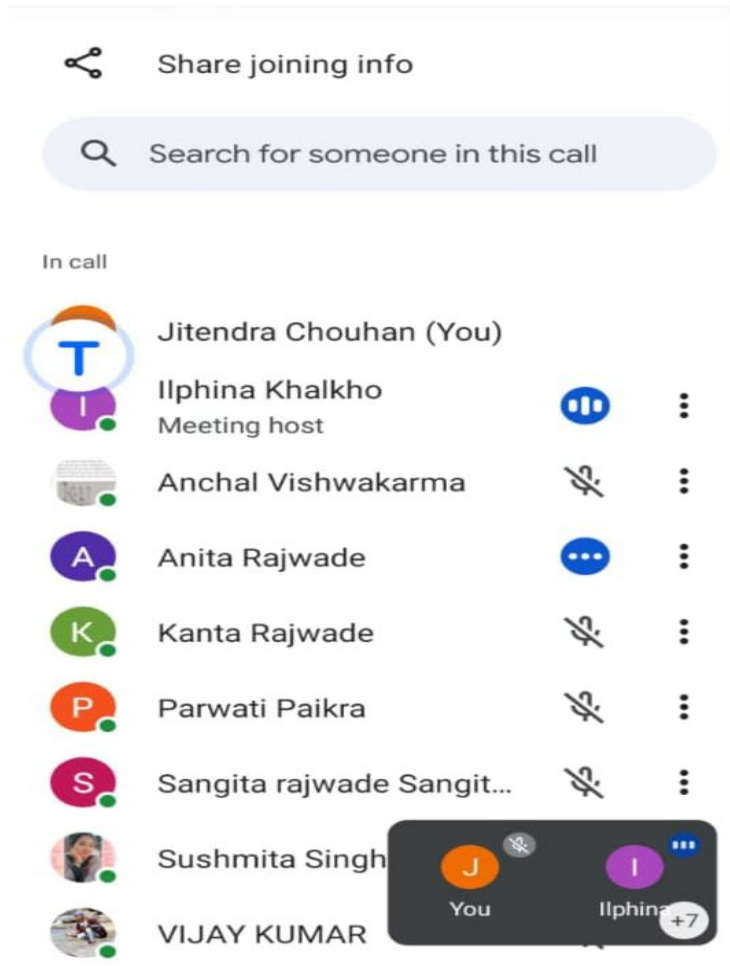 Share joining info
Search for someone in this call
In call
T
Jitendra Chouhan (You)
I
Ilphina Khalkho
Meeting host
Anchal Vishwakarma
A
Anita Rajwade
K
Kanta Rajwade
P
Parwati Paikra
S
Sangita rajwade Sangit...
Sushmita Singh
J
I
You
Ilphina
+7
VIJAY KUMAR